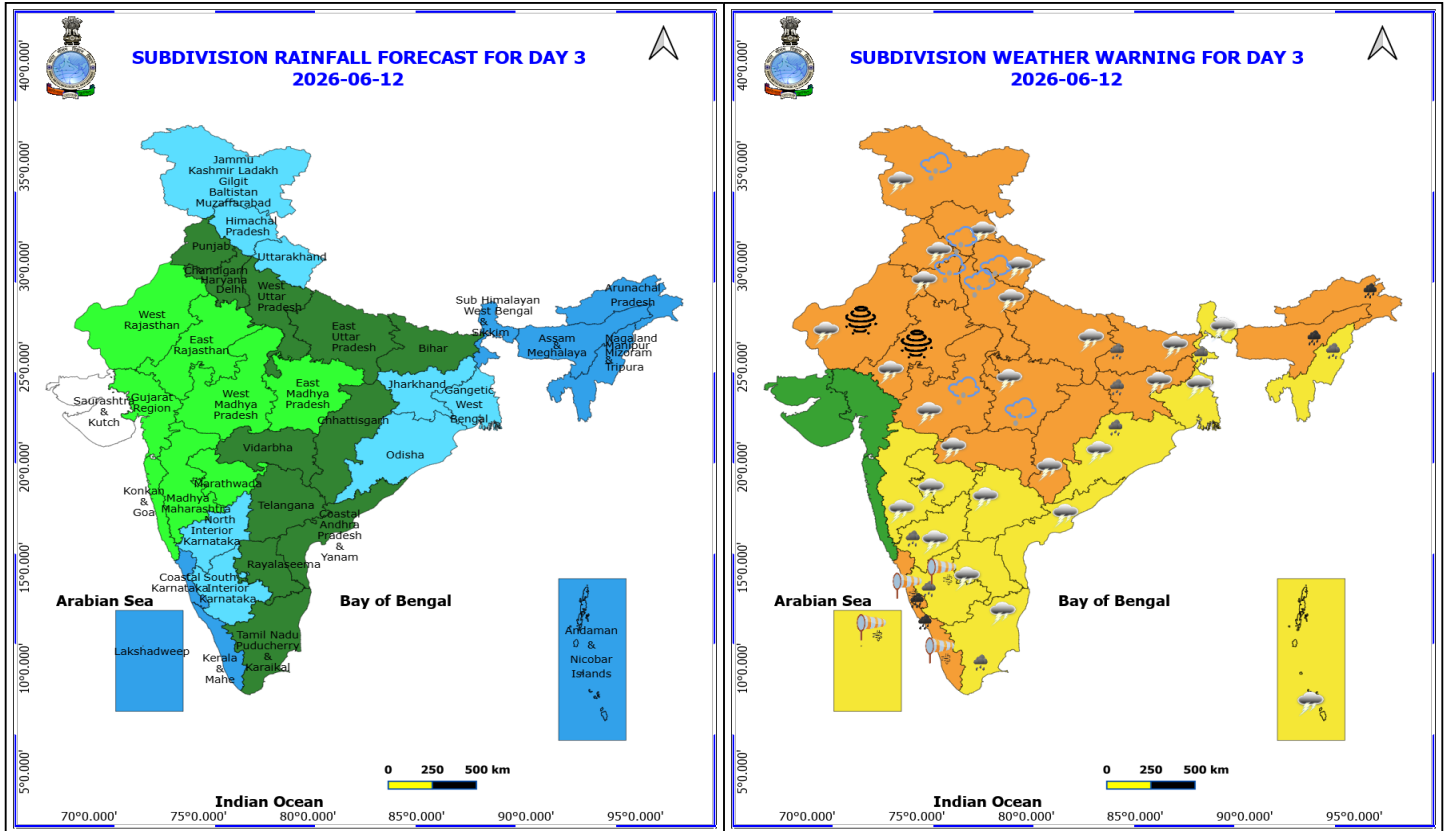 SUBDIVISION RAINFALL FORECAST FOR DAY 3
2026-06-12
40°0.000'
35°0.000'
30°0.000'
25°0.000'
20°0.000'
15°0.000'
10°0.000'
5°0.000'
Jammu
Kashmir Ladakh
Gilgit
Baltistan
Muzaffarabad
Himachal
Pradesh
Punjab
Uttarakhand
Chandigarh
Haryana
Delhi
West
Uttar
Pradesh
West
Rajasthan
East
Rajasthan
East
Uttar
Pradesh
Bihar
Sub Himalayan
West Bengal
&
Sikkim
Arunachal
Pradesh
Assam
&
Meghalaya
Nagaland
Manipur
Mizoram
&
Tripura
Saurashtra
&
Kutch
Gujarat
Region
West
Madhya
Pradesh
East
Madhya
Pradesh
Jharkhand
Gangetic
West
Bengal
Chhattisgarh
Odisha
Vidarbha
Konkan
&
Goa
Madhya
Maharashtra
Marathwada
Telangana
North
Interior
Karnataka
Coastal
Andhra
Pradesh
&
Yanam
Rayalaseema
Coastal
Karnataka
South
Interior
Karnataka
Arabian Sea
Bay of Bengal
Lakshadweep
Kerala
&
Mahe
Tamil Nadu
Puducherry
&
Karaikal
Andaman
&
Nicobar
Islands
0 250 500 km
Indian Ocean
70°0.000' 75°0.000' 80°0.000' 85°0.000' 90°0.000' 95°0.000'
SUBDIVISION WEATHER WARNING FOR DAY 3
2026-06-12
40°0.000'
35°0.000'
30°0.000'
25°0.000'
20°0.000'
15°0.000'
10°0.000'
5°0.000'
Arabian Sea
Bay of Bengal
0 250 500 km
Indian Ocean
70°0.000' 75°0.000' 80°0.000' 85°0.000' 90°0.000' 95°0.000'